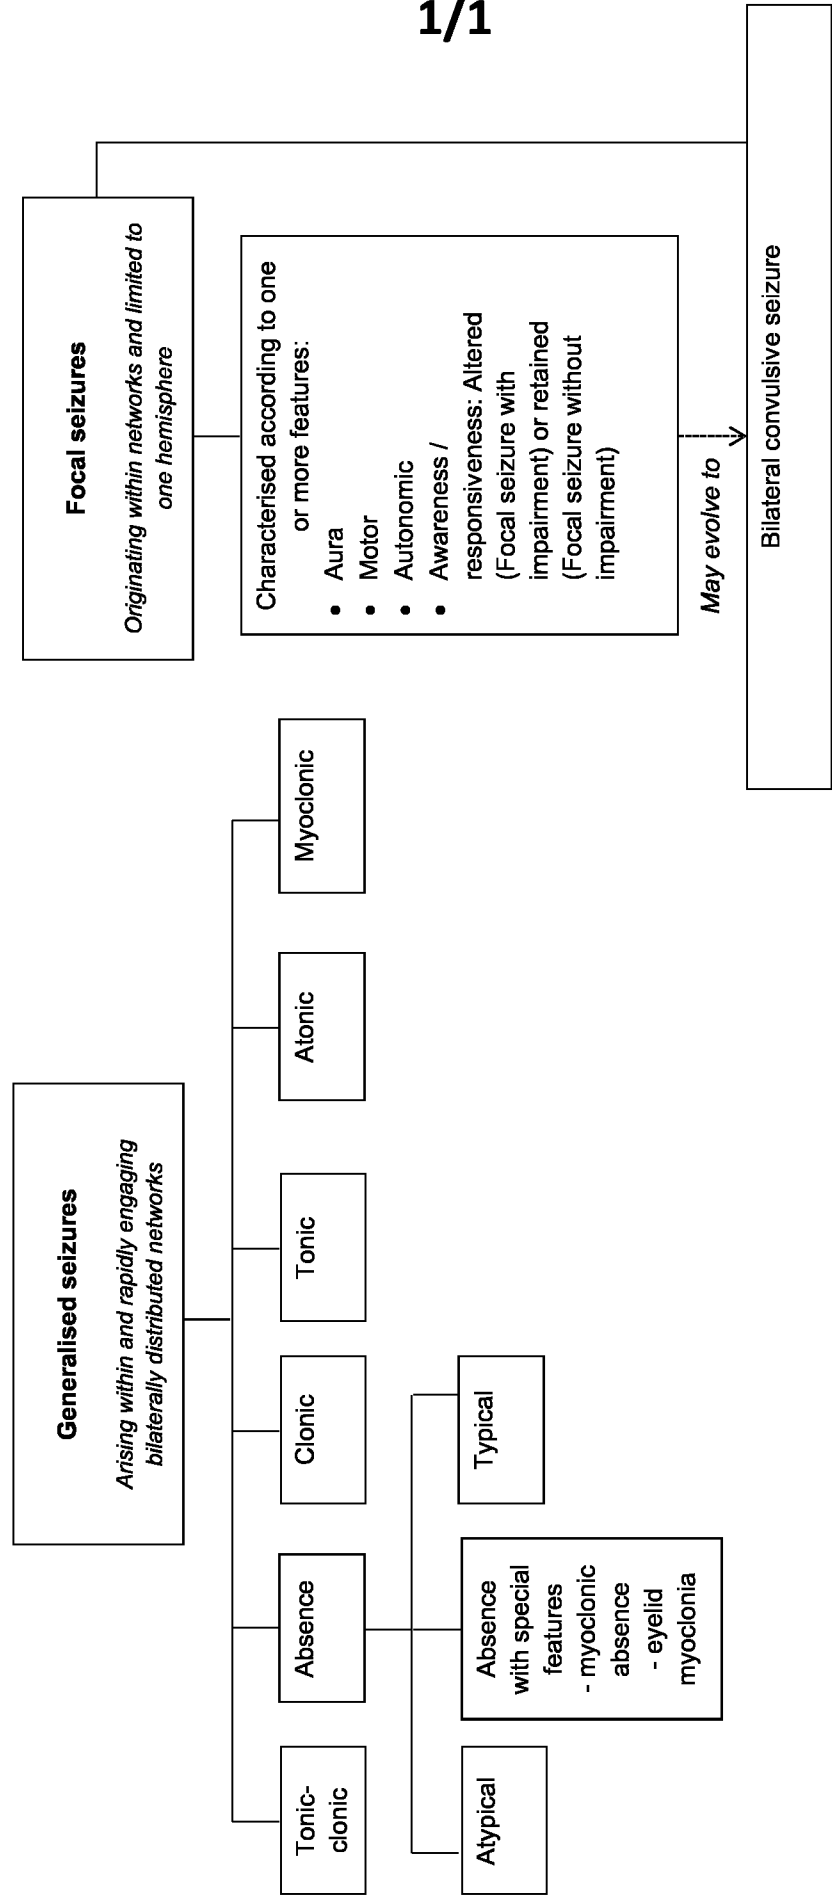 1/1
Generalised seizures
Arising within and rapidly engaging
bilaterally distributed networks
Tonic-
clonic
Absence
Clonic
Tonic
Atonic
Myoclonic
Atypical
Absence
with special
features
- myoclonic
absence
- eyelid
myoclonia
Typical
Focal seizures
Originating within networks and limited to
one hemisphere
Characterised according to one
or more features:
• Aura
• Motor
• Autonomic
• Awareness /
responsiveness: Altered
(Focal seizure with
impairment) or retained
(Focal seizure without
impairment)
May evolve to
Bilateral convulsive seizure